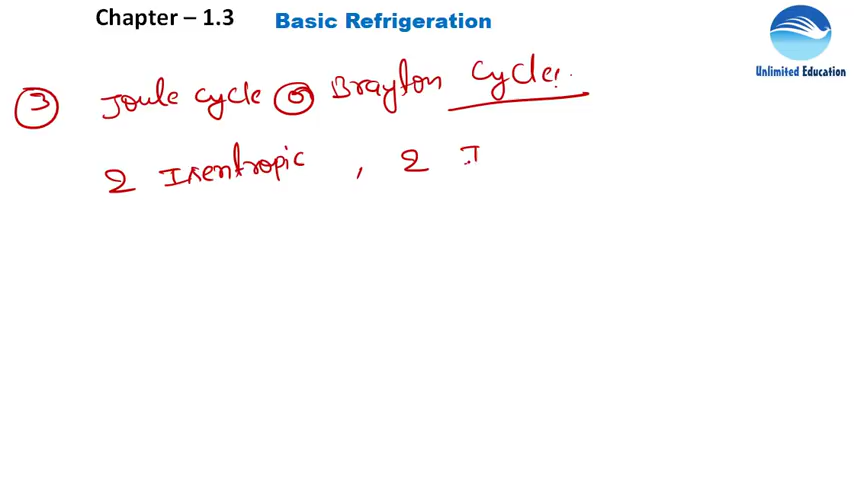 Chapter – 1.3 Basic Refrigeration
Unlimited Education
3 Joule cycle Brayton Cycle:
2 Isentropic , 2 I